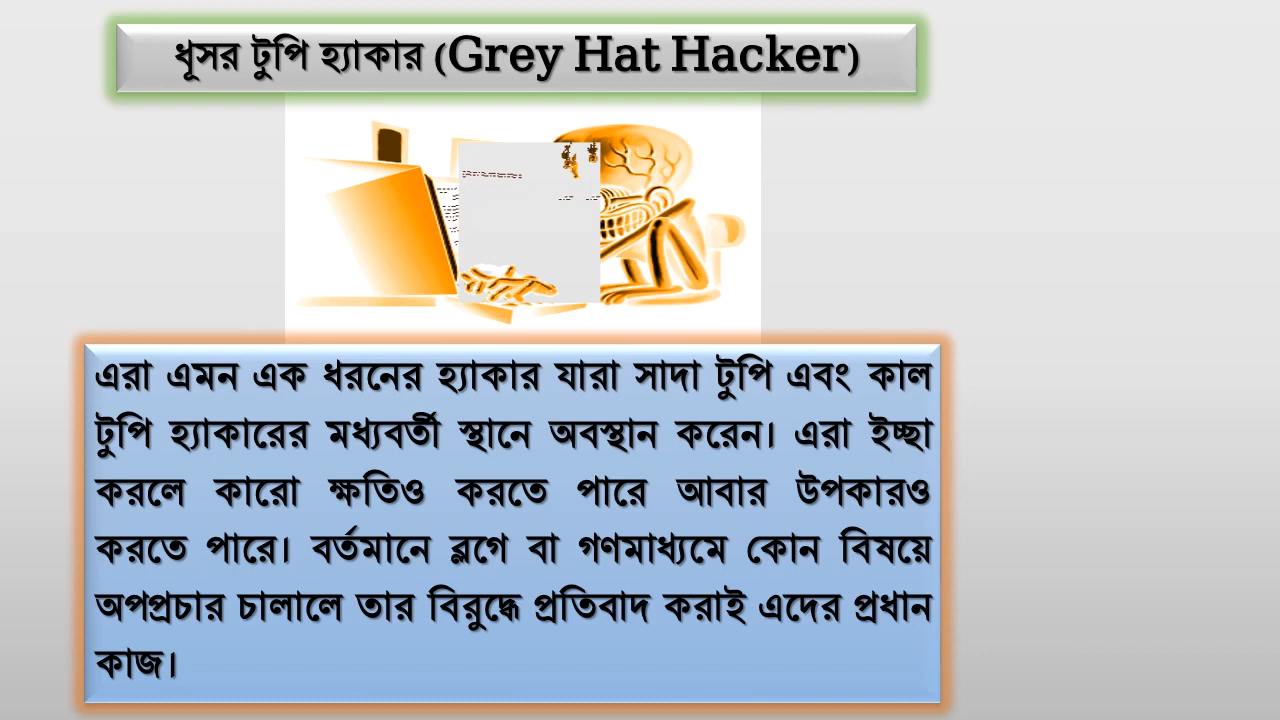 ধূসর টুপি হ্যাকার (Grey Hat Hacker)
এরা এমন এক ধরনের হ্যাকার যারা সাদা টুপি এবং কাল
টুপি হ্যাকারের মধ্যবর্তী স্থানে অবস্থান করেন। এরা ইচ্ছা
করলে কারো ক্ষতিও করতে পারে আবার উপকারও
করতে পারে। বর্তমানে ব্লগে বা গণমাধ্যমে কোন বিষয়ে
অপপ্রচার চালালে তার বিরুদ্ধে প্রতিবাদ করাই এদের প্রধান
কাজ।